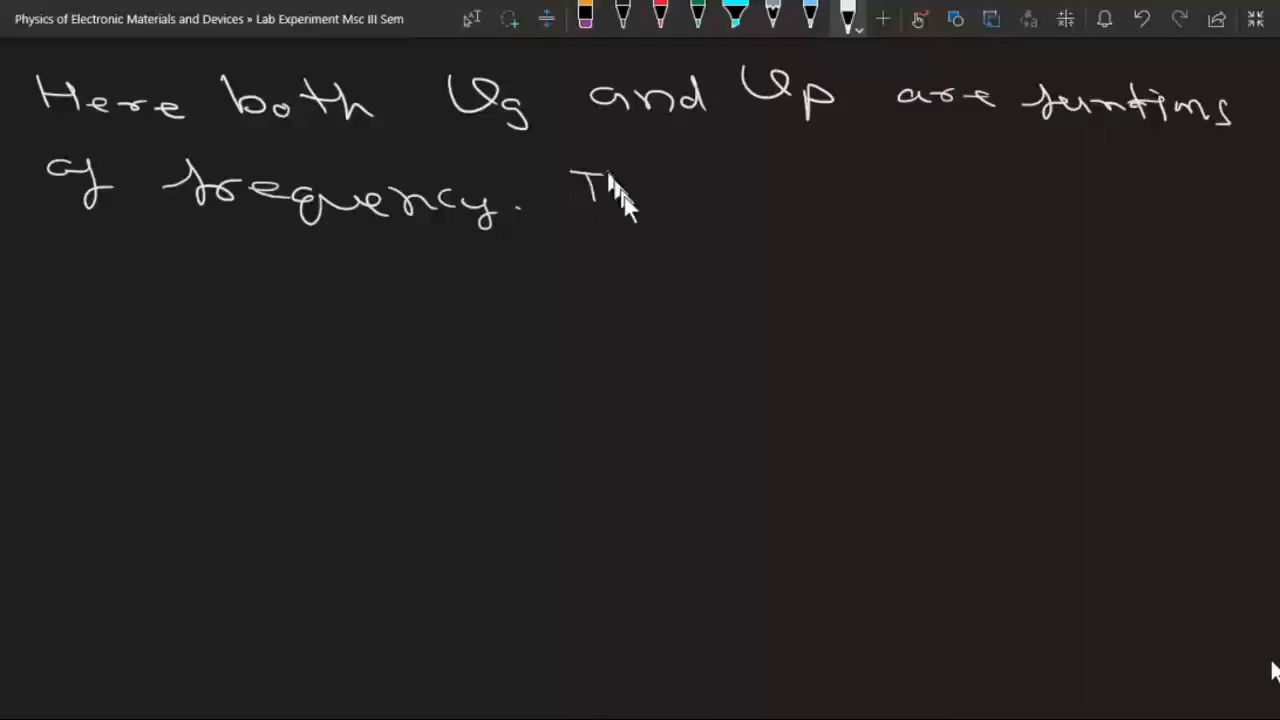 Physics of Electronic Materials and Devices » Lab Experiment Msc III Sem
Here both Vg and Vp are funtions
of frequency. T